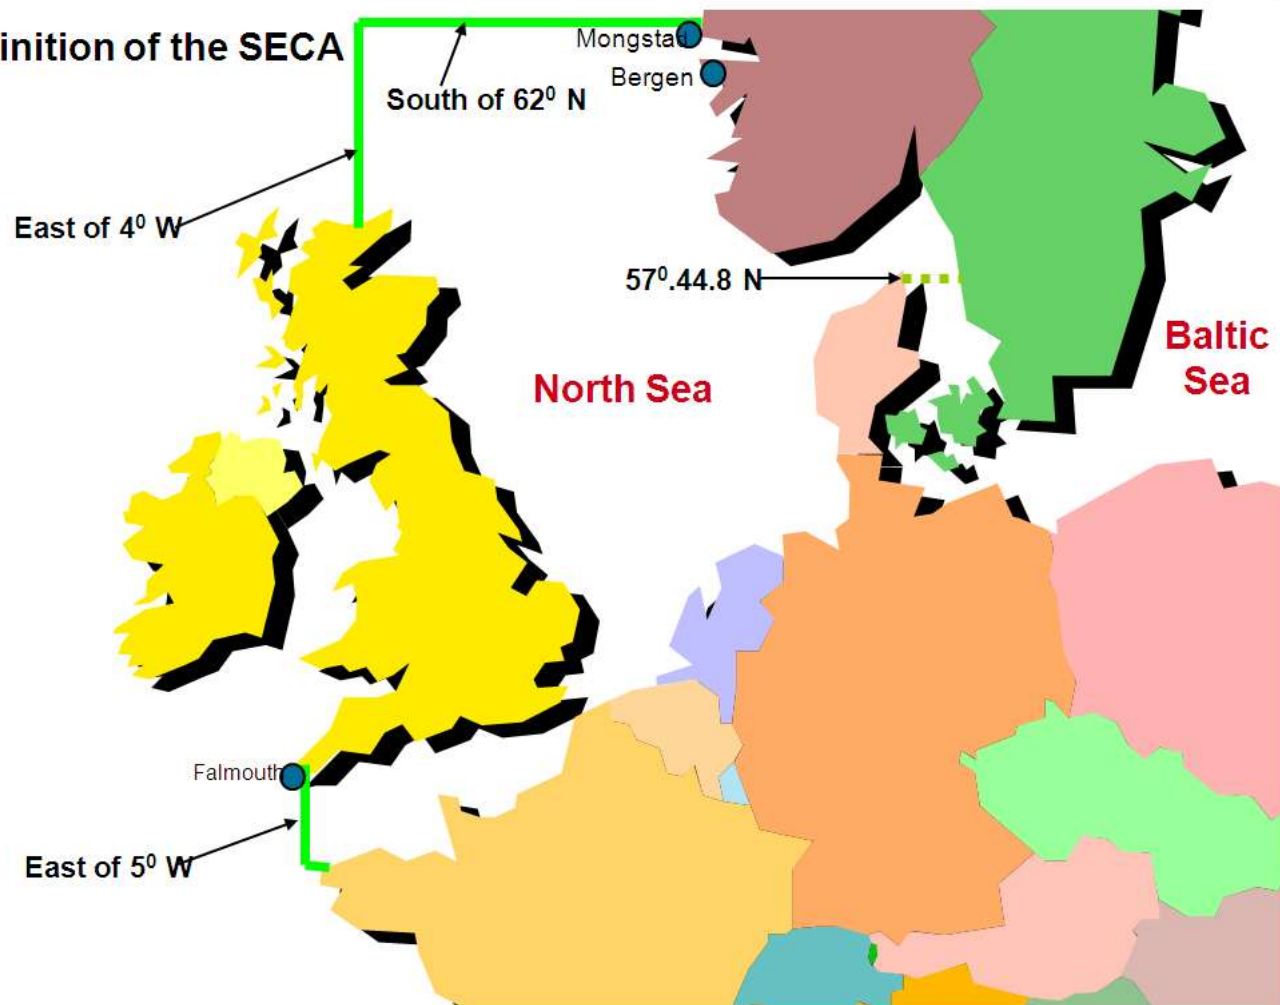 inition of the SECA
Mongstad
Bergen
South of 62⁰ N
East of 4⁰ W
57⁰.44.8 N
Baltic
Sea
North Sea
Falmouth
East of 5⁰ W